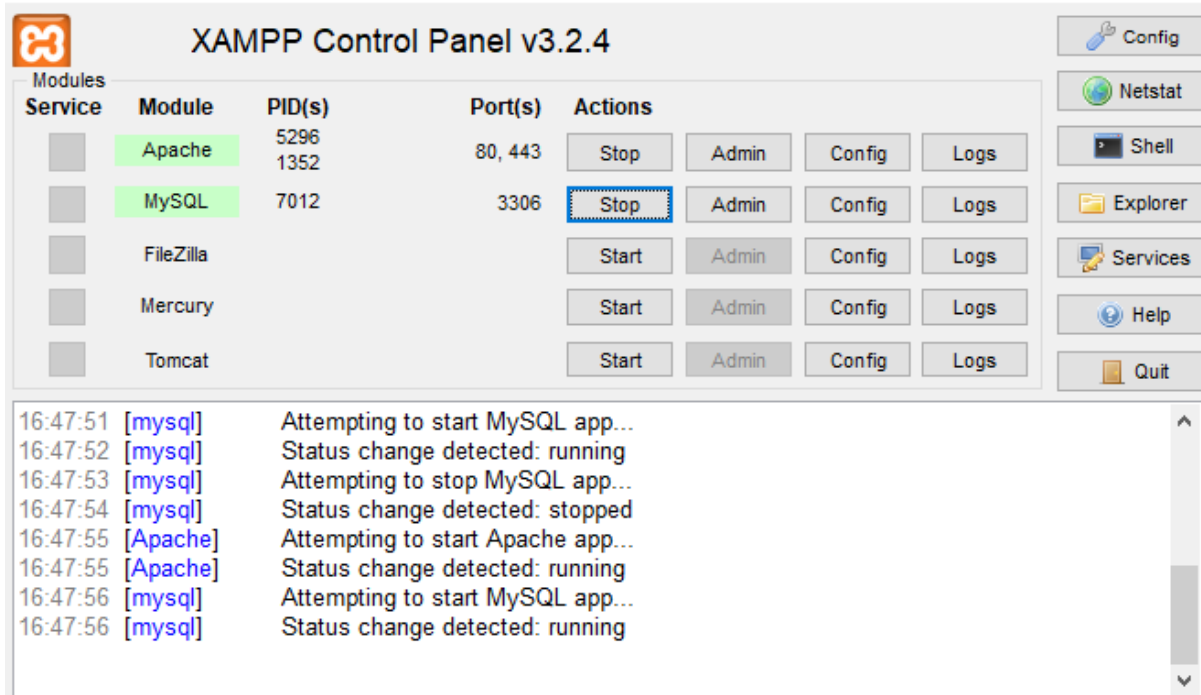 XAMPP Control Panel v3.2.4
Config
Modules
Service Module PID(s) Port(s) Actions
Netstat
Apache 5296 1352 80, 443 Stop Admin Config Logs
Shell
MySQL 7012 3306 Stop Admin Config Logs
Explorer
FileZilla Start Admin Config Logs
Services
Mercury Start Admin Config Logs
Help
Tomcat Start Admin Config Logs
Quit
16:47:51 [mysql] Attempting to start MySQL app...
16:47:52 [mysql] Status change detected: running
16:47:53 [mysql] Attempting to stop MySQL app...
16:47:54 [mysql] Status change detected: stopped
16:47:55 [Apache] Attempting to start Apache app...
16:47:55 [Apache] Status change detected: running
16:47:56 [mysql] Attempting to start MySQL app...
16:47:56 [mysql] Status change detected: running